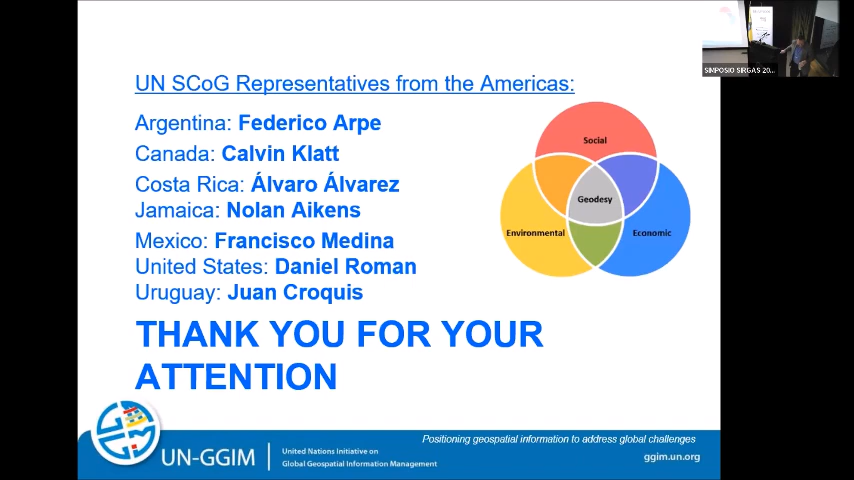 SIMPOSIO SIRGAS 20...
UN SCoG Representatives from the Americas:
Argentina: Federico Arpe
Canada: Calvin Klatt
Costa Rica: Álvaro Álvarez
Jamaica: Nolan Aikens
Mexico: Francisco Medina
United States: Daniel Roman
Uruguay: Juan Croquis
Social
Geodesy
Environmental
Economic
THANK YOU FOR YOUR
ATTENTION
Positioning geospatial information to address global challenges
UN-GGIM
United Nations Initiative on
Global Geospatial Information Management
ggim.un.org